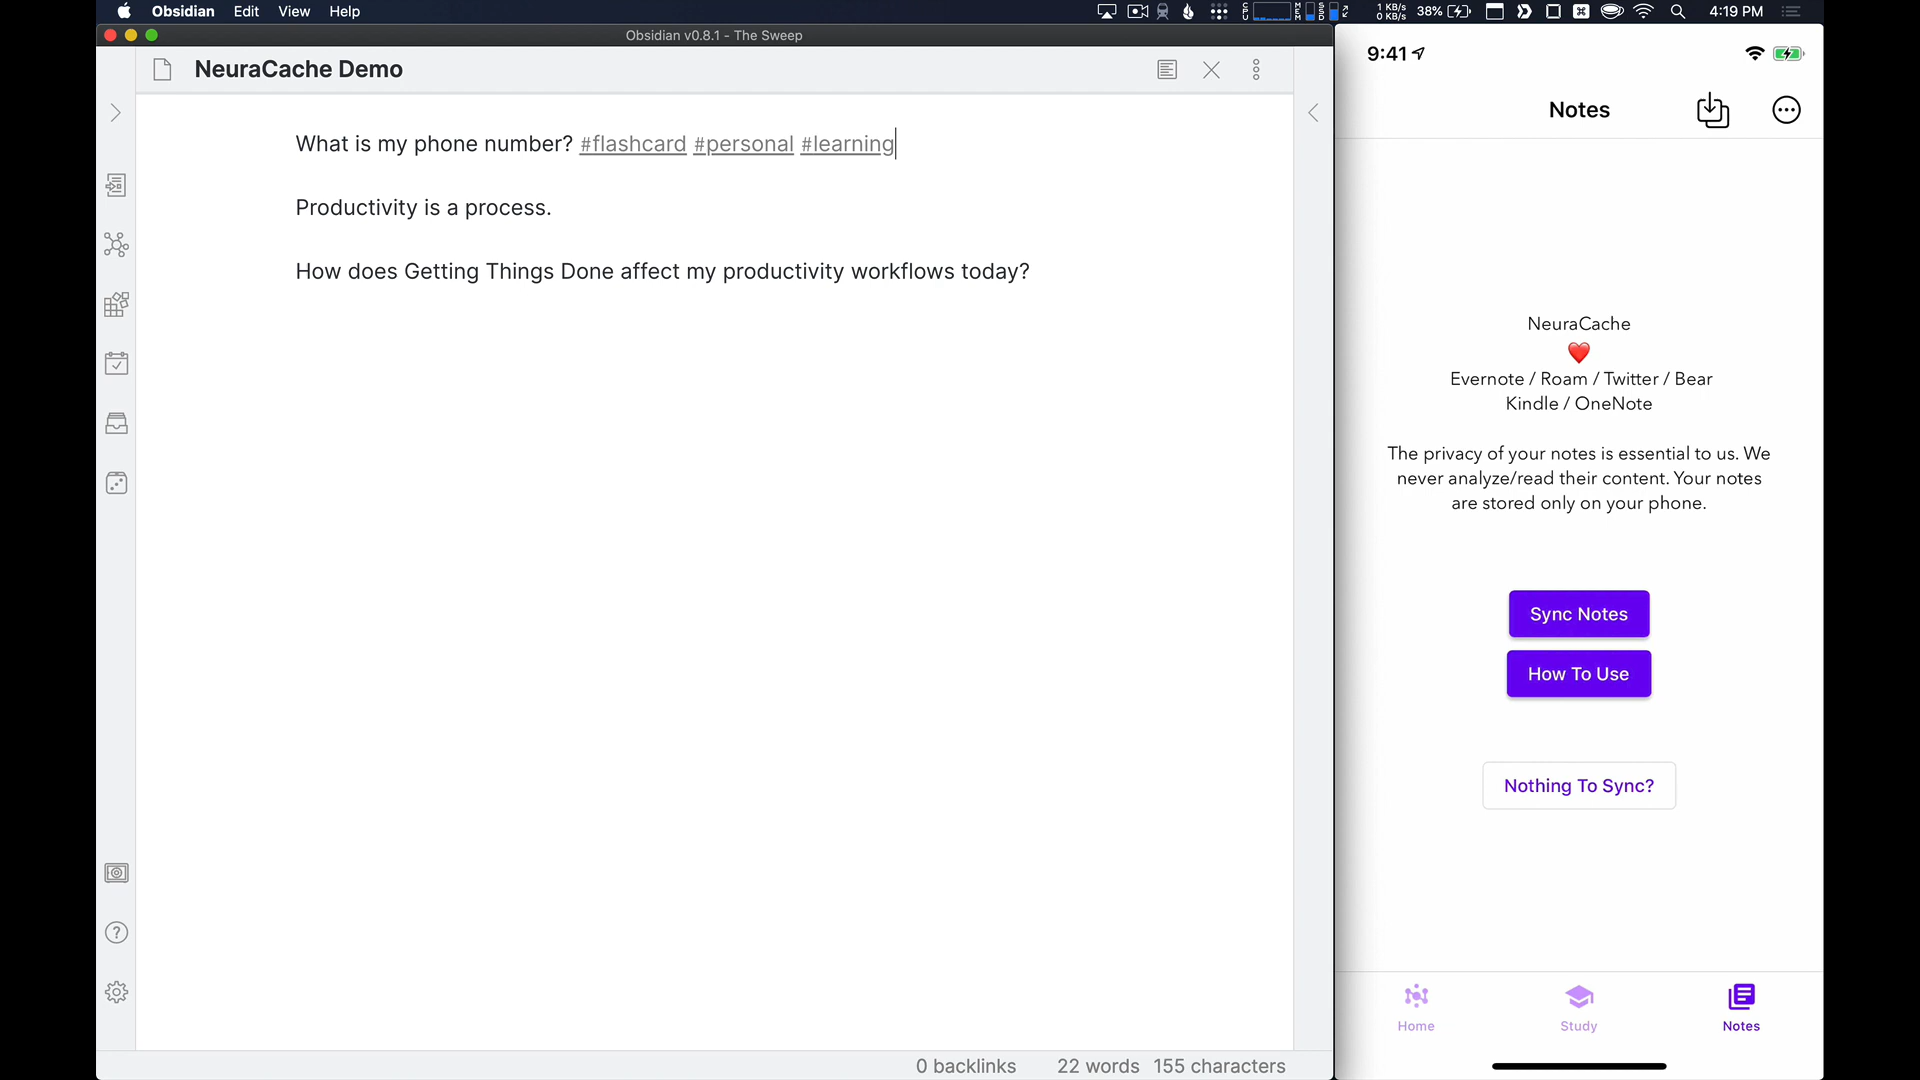 Obsidian Edit View Help
1 KB/s
0 KB/s
38%
4:19 PM
Obsidian v0.8.1 - The Sweep
NeuraCache Demo
What is my phone number? #flashcard #personal #learning
Productivity is a process.
How does Getting Things Done affect my productivity workflows today?
0 backlinks 22 words 155 characters
9:41
Notes
NeuraCache
Evernote / Roam / Twitter / Bear
Kindle / OneNote
The privacy of your notes is essential to us. We
never analyze/read their content. Your notes
are stored only on your phone.
Sync Notes
How To Use
Nothing To Sync?
Home Study Notes